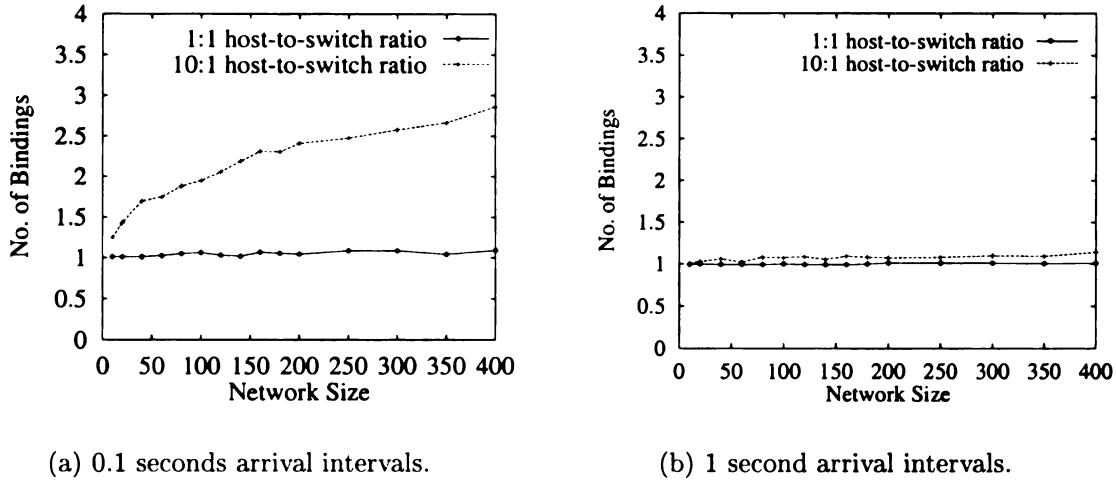 4
3.5
3
2.5
2
1.5
1
0.5
0
No. of Bindings
1:1 host-to-switch ratio
10:1 host-to-switch ratio
0 50 100 150 200 250 300 350 400
Network Size
(a) 0.1 seconds arrival intervals.
4
3.5
3
2.5
2
1.5
1
0.5
0
No. of Bindings
1:1 host-to-switch ratio
10:1 host-to-switch ratio
0 50 100 150 200 250 300 350 400
Network Size
(b) 1 second arrival intervals.